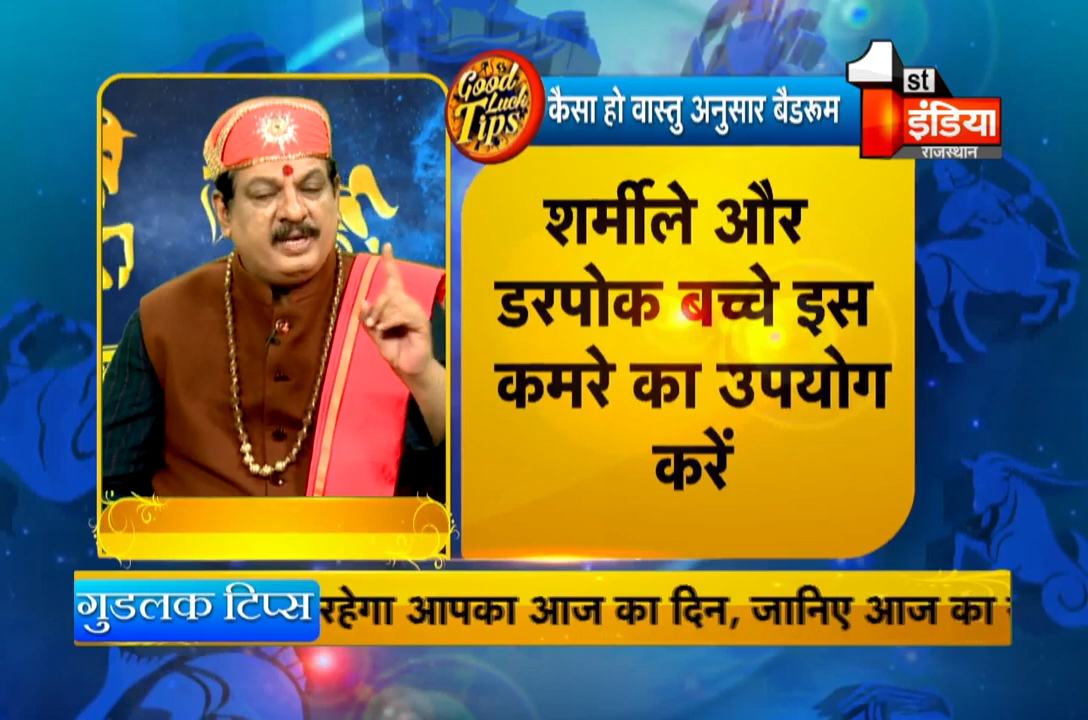 Good
Luck
Tips
कैसा हो वास्तु अनुसार बैडरूम
1st
इंडिया
राजस्थान
शर्मीले और
डरपोक बच्चे इस
कमरे का उपयोग
करें
गुडलक टिप्स रहेगा आपका आज का दिन, जानिए आज का